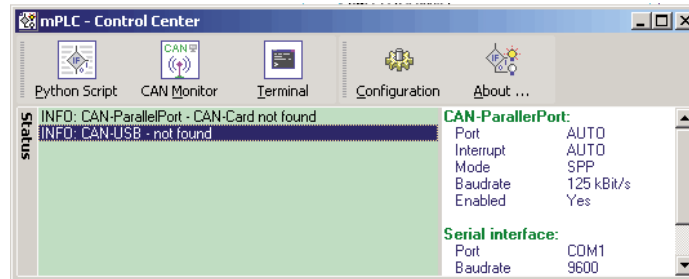 mPLC - Control Center
CAN
IF
IF
Python Script CAN Monitor Terminal Configuration About ...
Status
INFO: CAN-ParallelPort - CAN-Card not found
INFO: CAN-USB - not found
CAN-ParallerPort:
Port AUTO
Interrupt AUTO
Mode SPP
Baudrate 125 kBit/s
Enabled Yes
Serial interface:
Port COM1
Baudrate 9600